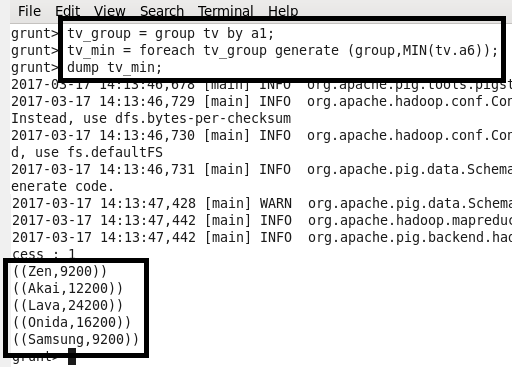 File Edit View Search Terminal Help
grunt> tv_group = group tv by a1;
grunt> tv_min = foreach tv_group generate (group,MIN(tv.a6));
grunt> dump tv_min;
2017-03-17 14:13:46,678 [main] INFO org.apache.pig.tools.pigst
2017-03-17 14:13:46,729 [main] INFO org.apache.hadoop.conf.Con
Instead, use dfs.bytes-per-checksum
2017-03-17 14:13:46,730 [main] INFO org.apache.hadoop.conf.Con
d, use fs.defaultFS
2017-03-17 14:13:46,731 [main] INFO org.apache.pig.data.Schema
enerate code.
2017-03-17 14:13:47,428 [main] WARN org.apache.pig.data.Schema
2017-03-17 14:13:47,442 [main] INFO org.apache.hadoop.mapreduc
2017-03-17 14:13:47,442 [main] INFO org.apache.pig.backend.had
cess : 1
((Zen,9200))
((Akai,12200))
((Lava,24200))
((Onida,16200))
((Samsung,9200))
grunt>